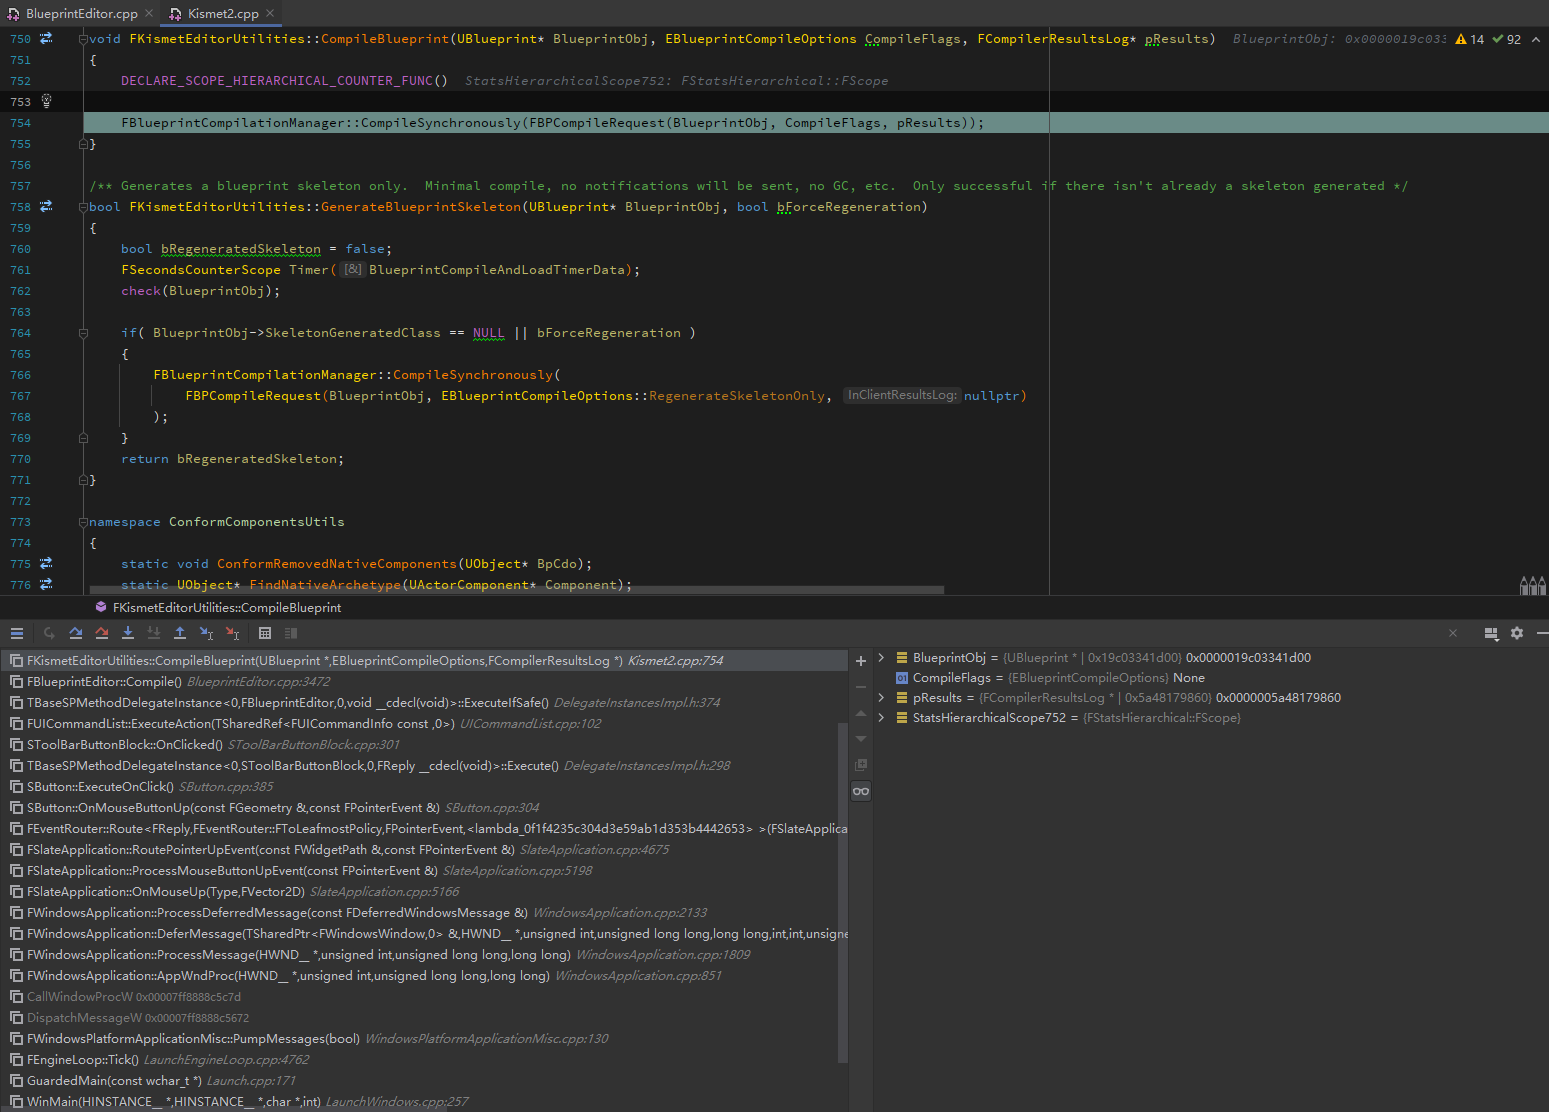 BlueprintEditor.cpp × Kismet2.cpp ×
750 void FKismetEditorUtilities::CompileBlueprint(UBlueprint* BlueprintObj, EBlueprintCompileOptions CompileFlags, FCompilerResultsLog* pResults) BlueprintObj: 0x0000019c033 14 92
751 {
752 DECLARE_SCOPE_HIERARCHICAL_COUNTER_FUNC() StatsHierarchicalScope752: FStatsHierarchical::FScope
753
754 FBlueprintCompilationManager::CompileSynchronously(FBPCompileRequest(BlueprintObj, CompileFlags, pResults));
755 }
756
757 /** Generates a blueprint skeleton only.  Minimal compile, no notifications will be sent, no GC, etc.  Only successful if there isn't already a skeleton generated */
758 bool FKismetEditorUtilities::GenerateBlueprintSkeleton(UBlueprint* BlueprintObj, bool bForceRegeneration)
759 {
760 bool bRegeneratedSkeleton = false;
761 FSecondsCounterScope Timer( [&] BlueprintCompileAndLoadTimerData);
762 check(BlueprintObj);
763
764 if( BlueprintObj->SkeletonGeneratedClass == NULL || bForceRegeneration )
765 {
766 FBlueprintCompilationManager::CompileSynchronously(
767 FBPCompileRequest(BlueprintObj, EBlueprintCompileOptions::RegenerateSkeletonOnly, InClientResultsLog: nullptr)
768 );
769 }
770 return bRegeneratedSkeleton;
771 }
772
773 namespace ConformComponentsUtils
774 {
775 static void ConformRemovedNativeComponents(UObject* BpCdo);
776 static UObject* FindNativeArchetype(UActorComponent* Component);
FKismetEditorUtilities::CompileBlueprint
FKismetEditorUtilities::CompileBlueprint(UBlueprint *,EBlueprintCompileOptions,FCompilerResultsLog *) Kismet2.cpp:754
FBlueprintEditor::Compile() BlueprintEditor.cpp:3472
TBaseSPMethodDelegateInstance<0,FBlueprintEditor,0,void __cdecl(void)>::ExecuteIfSafe() DelegateInstancesImpl.h:374
FUICommandList::ExecuteAction(TSharedRef<FUICommandInfo const ,0>) UICommandList.cpp:102
SToolBarButtonBlock::OnClicked() SToolBarButtonBlock.cpp:301
TBaseSPMethodDelegateInstance<0,SToolBarButtonBlock,0,FReply __cdecl(void)>::Execute() DelegateInstancesImpl.h:298
SButton::ExecuteOnClick() SButton.cpp:385
SButton::OnMouseButtonUp(const FGeometry &,const FPointerEvent &) SButton.cpp:304
FEventRouter::Route<FReply,FEventRouter::FToLeafmostPolicy,FPointerEvent,<lambda_0f1f4235c304d3e59ab1d353b4442653> >(FSlateApplica
FSlateApplication::RoutePointerUpEvent(const FWidgetPath &,const FPointerEvent &) SlateApplication.cpp:4675
FSlateApplication::ProcessMouseButtonUpEvent(const FPointerEvent &) SlateApplication.cpp:5198
FSlateApplication::OnMouseUp(Type,FVector2D) SlateApplication.cpp:5166
FWindowsApplication::ProcessDeferredMessage(const FDeferredWindowsMessage &) WindowsApplication.cpp:2133
FWindowsApplication::DeferMessage(TSharedPtr<FWindowsWindow,0> &,HWND__ *,unsigned int,unsigned long long,long long,int,int,unsigne
FWindowsApplication::ProcessMessage(HWND__ *,unsigned int,unsigned long long,long long) WindowsApplication.cpp:1809
FWindowsApplication::AppWndProc(HWND__ *,unsigned int,unsigned long long,long long) WindowsApplication.cpp:851
CallWindowProcW 0x00007ff8888c5c7d
DispatchMessageW 0x00007ff8888c5672
FWindowsPlatformApplicationMisc::PumpMessages(bool) WindowsPlatformApplicationMisc.cpp:130
FEngineLoop::Tick() LaunchEngineLoop.cpp:4762
GuardedMain(const wchar_t *) Launch.cpp:171
WinMain(HINSTANCE__ *,HINSTANCE__ *,char *,int) LaunchWindows.cpp:257
BlueprintObj = {UBlueprint * | 0x19c03341d00} 0x0000019c03341d00
CompileFlags = {EBlueprintCompileOptions} None
pResults = {FCompilerResultsLog * | 0x5a48179860} 0x0000005a48179860
StatsHierarchicalScope752 = {FStatsHierarchical::FScope}